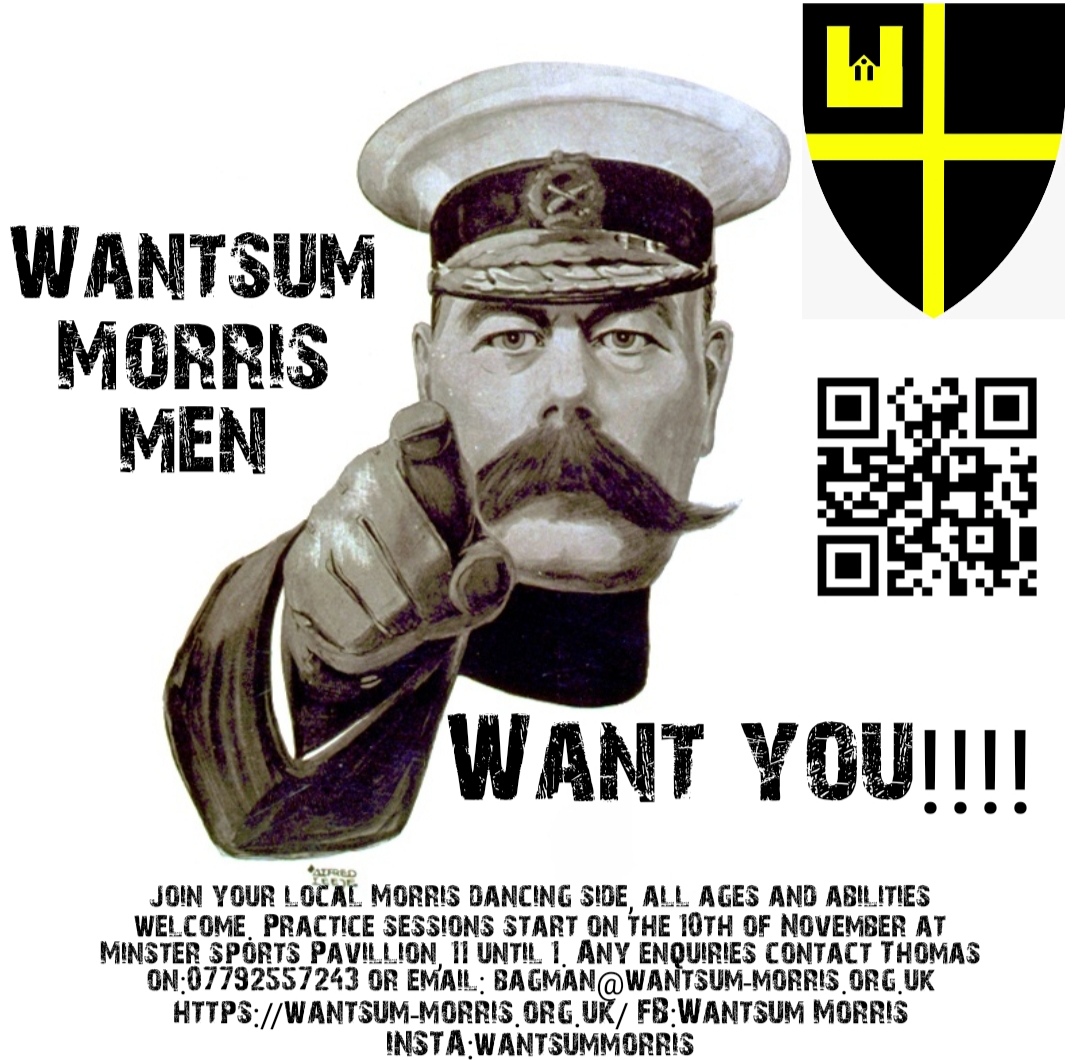 WANTSUM
MORRIS
MEN
WANT YOU!!!!
ALFRED
LEETE
JOIN YOUR LOCAL MORRIS DANCING SIDE, ALL AGES AND ABILITIES
WELCOME. PRACTICE SESSIONS START ON THE 10TH OF NOVEMBER AT
MINSTER SPORTS PAVILLION, 11 UNTIL 1. ANY ENQUIRIES CONTACT THOMAS
ON:07792557243 OR EMAIL: BAGMAN@WANTSUM-MORRIS.ORG.UK
HTTPS://WANTSUM-MORRIS.ORG.UK/ FB:WANTSUM MORRIS
INSTA:WANTSUMMORRIS